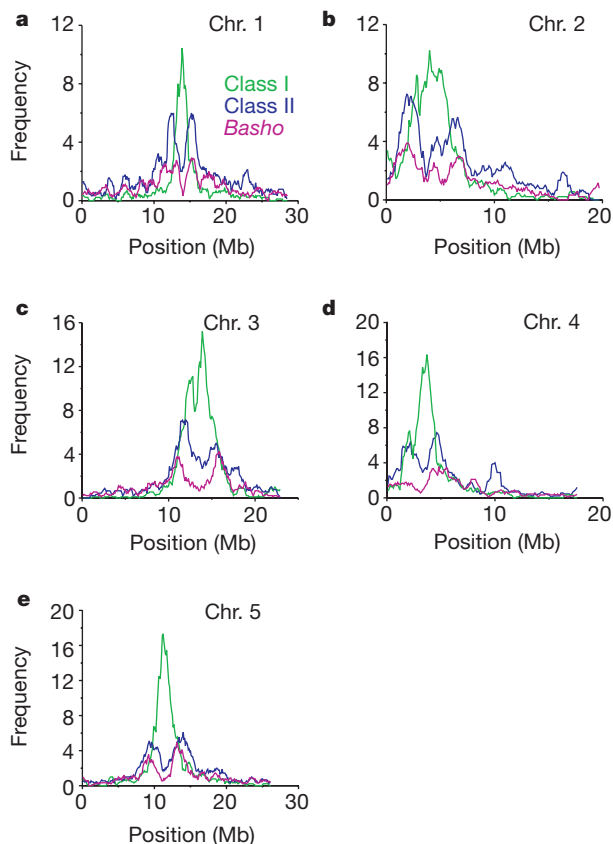 a
Chr. 1
Frequency
12
8
4
0
Class I
Class II
Basho
0 10 20 30
Position (Mb)
b
Chr. 2
12
8
4
0
0 10 20
Position (Mb)
c
Chr. 3
Frequency
16
12
8
4
0
0 10 20
Position (Mb)
d
Chr. 4
20
16
12
8
4
0
0 10 20
Position (Mb)
e
Chr. 5
Frequency
20
16
12
8
4
0
0 10 20 30
Position (Mb)